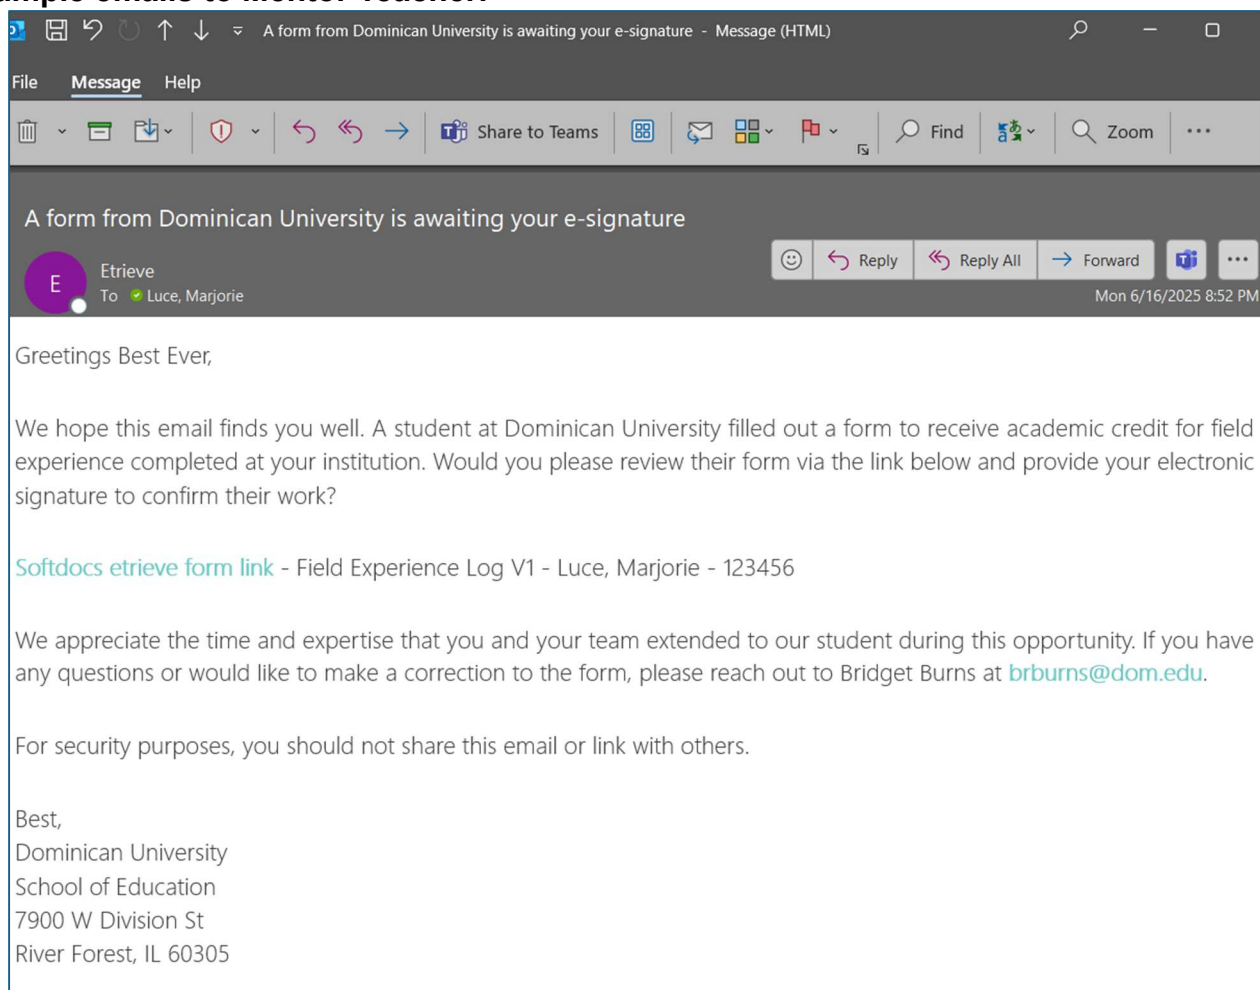 emails to Mentor Teacher:
A form from Dominican University is awaiting your e-signature - Message (HTML)
File Message Help
Share to Teams Find Zoom
A form from Dominican University is awaiting your e-signature
E
Etrieve
To Luce, Marjorie
Reply Reply All Forward
Mon 6/16/2025 8:52 PM
Greetings Best Ever,
We hope this email finds you well. A student at Dominican University filled out a form to receive academic credit for field
experience completed at your institution. Would you please review their form via the link below and provide your electronic
signature to confirm their work?
Softdocs etrieve form link - Field Experience Log V1 - Luce, Marjorie - 123456
We appreciate the time and expertise that you and your team extended to our student during this opportunity. If you have
any questions or would like to make a correction to the form, please reach out to Bridget Burns at brburns@dom.edu.
For security purposes, you should not share this email or link with others.
Best,
Dominican University
School of Education
7900 W Division St
River Forest, IL 60305